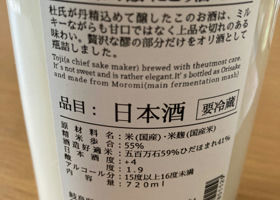 杜氏が丹精込めて醸したこのお酒は、ミル
キーながらも甘口ではなく上品な切れのある
味わい。贅沢な醪の部分だけをオリ酒として
瓶詰しました。
Toji(a chief sake maker) brewed with theutmost care.
It's not sweet and is rather elegant.It's bottled as Orisake
and made from Moromi(main fermentation mash)
品目：日本酒 要冷蔵
原材料名：米(国産)・米麹(国産米)
精米歩合：55%
酒造好適米：五百万石59%ひだほまれ41%
日本酒度：+4
酸度：1.9
アルコール分：15度以上16度未満
内容量：720ml